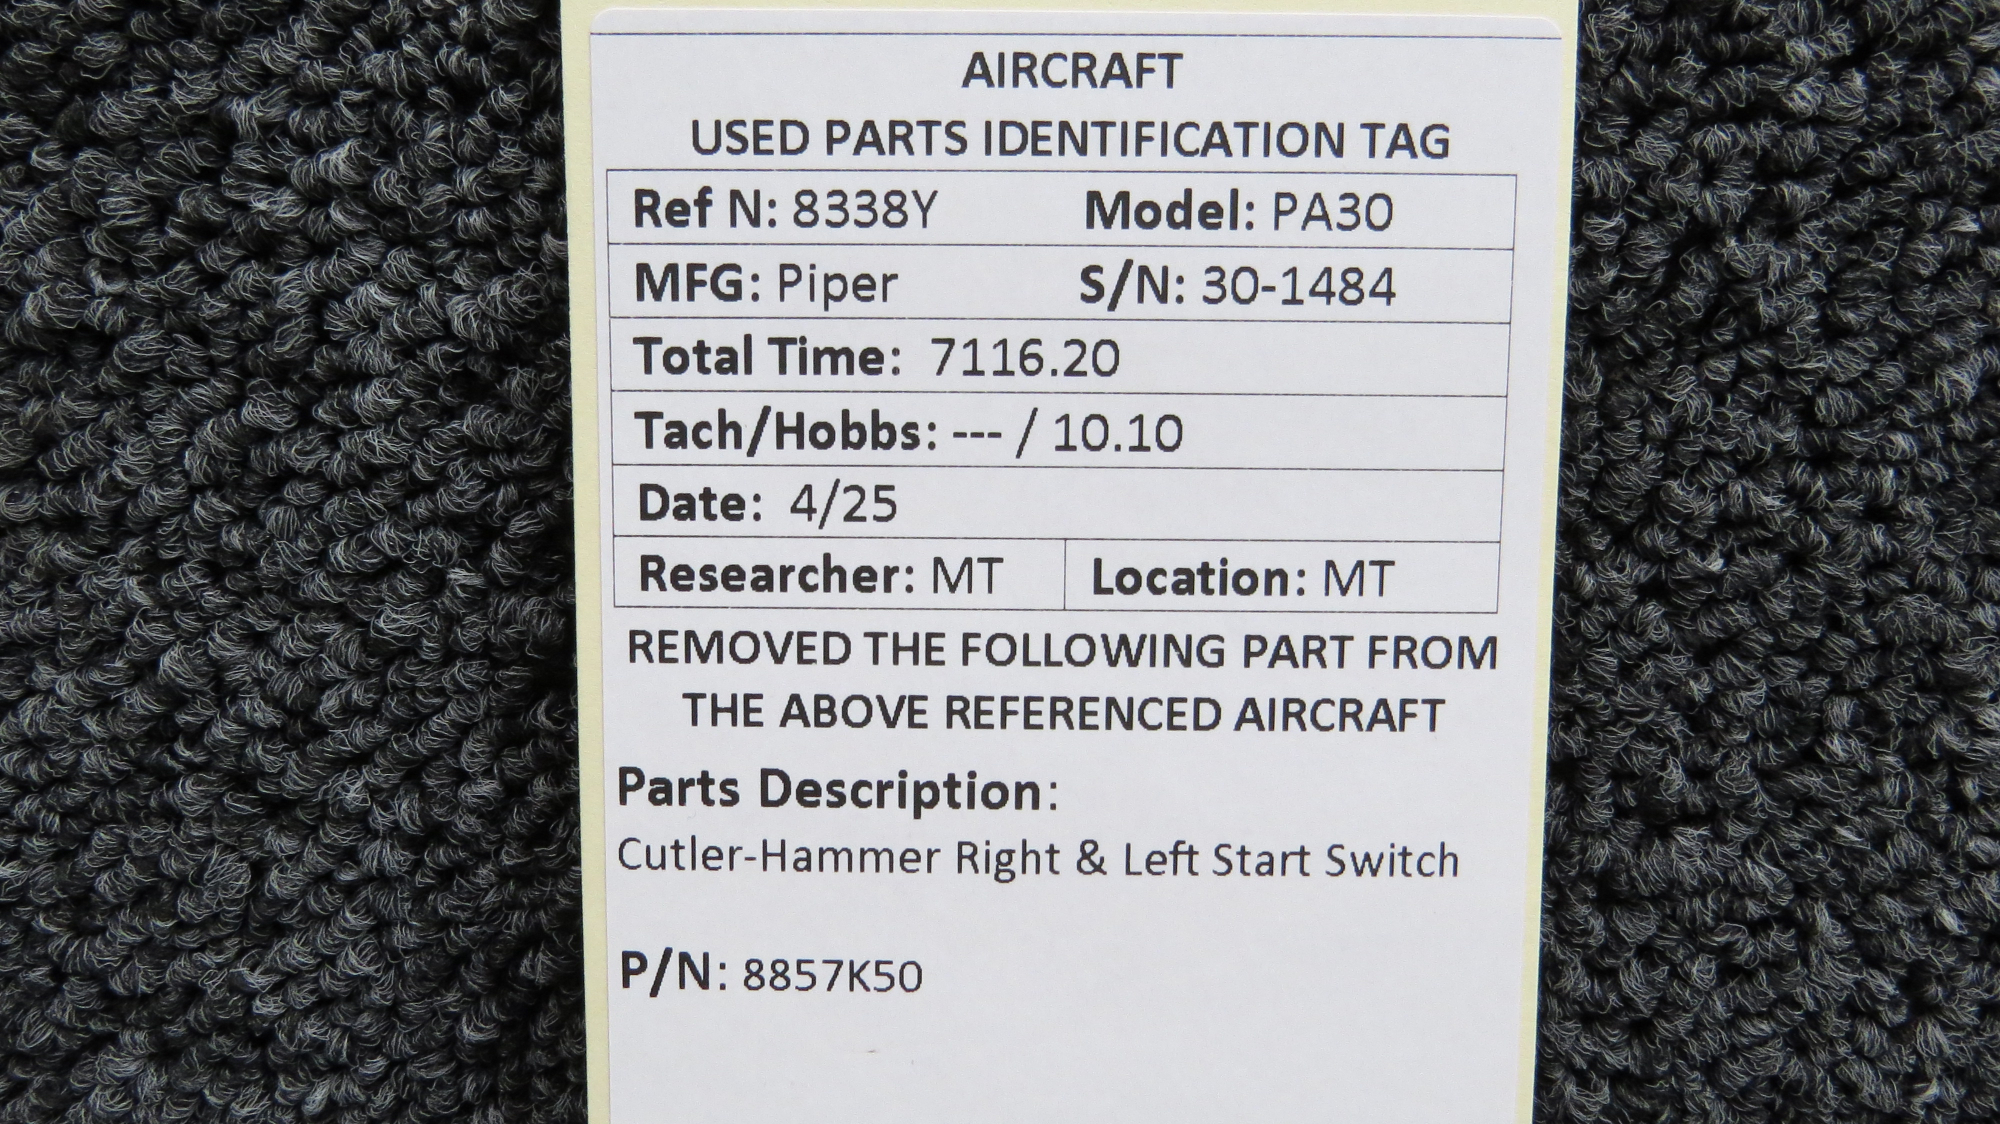 AIRCRAFT
USED PARTS IDENTIFICATION TAG
Ref N: 8338Y Model: PA30
MFG: Piper S/N: 30-1484
Total Time: 7116.20
Tach/Hobbs: --- / 10.10
Date: 4/25
Researcher: MT Location: MT
REMOVED THE FOLLOWING PART FROM
THE ABOVE REFERENCED AIRCRAFT
Parts Description:
Cutler-Hammer Right & Left Start Switch
P/N: 8857K50